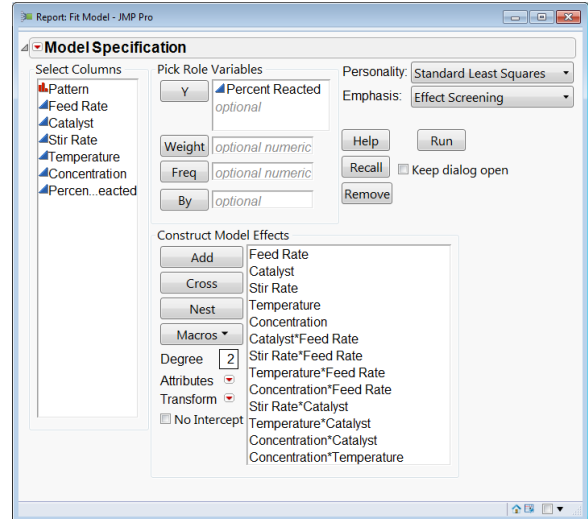 Report: Fit Model - JMP Pro
Model Specification
Select Columns
Pattern
Feed Rate
Catalyst
Stir Rate
Temperature
Concentration
Percen...eacted
Pick Role Variables
Y
Percent Reacted
optional
Weight
optional numeric
Freq
optional numeric
By
optional
Personality:
Standard Least Squares
Emphasis:
Effect Screening
Help
Run
Recall
Keep dialog open
Remove
Construct Model Effects
Add
Cross
Nest
Macros
Degree
2
Attributes
Transform
No Intercept
Feed Rate
Catalyst
Stir Rate
Temperature
Concentration
Catalyst*Feed Rate
Stir Rate*Feed Rate
Temperature*Feed Rate
Concentration*Feed Rate
Stir Rate*Catalyst
Temperature*Catalyst
Concentration*Catalyst
Concentration*Temperature